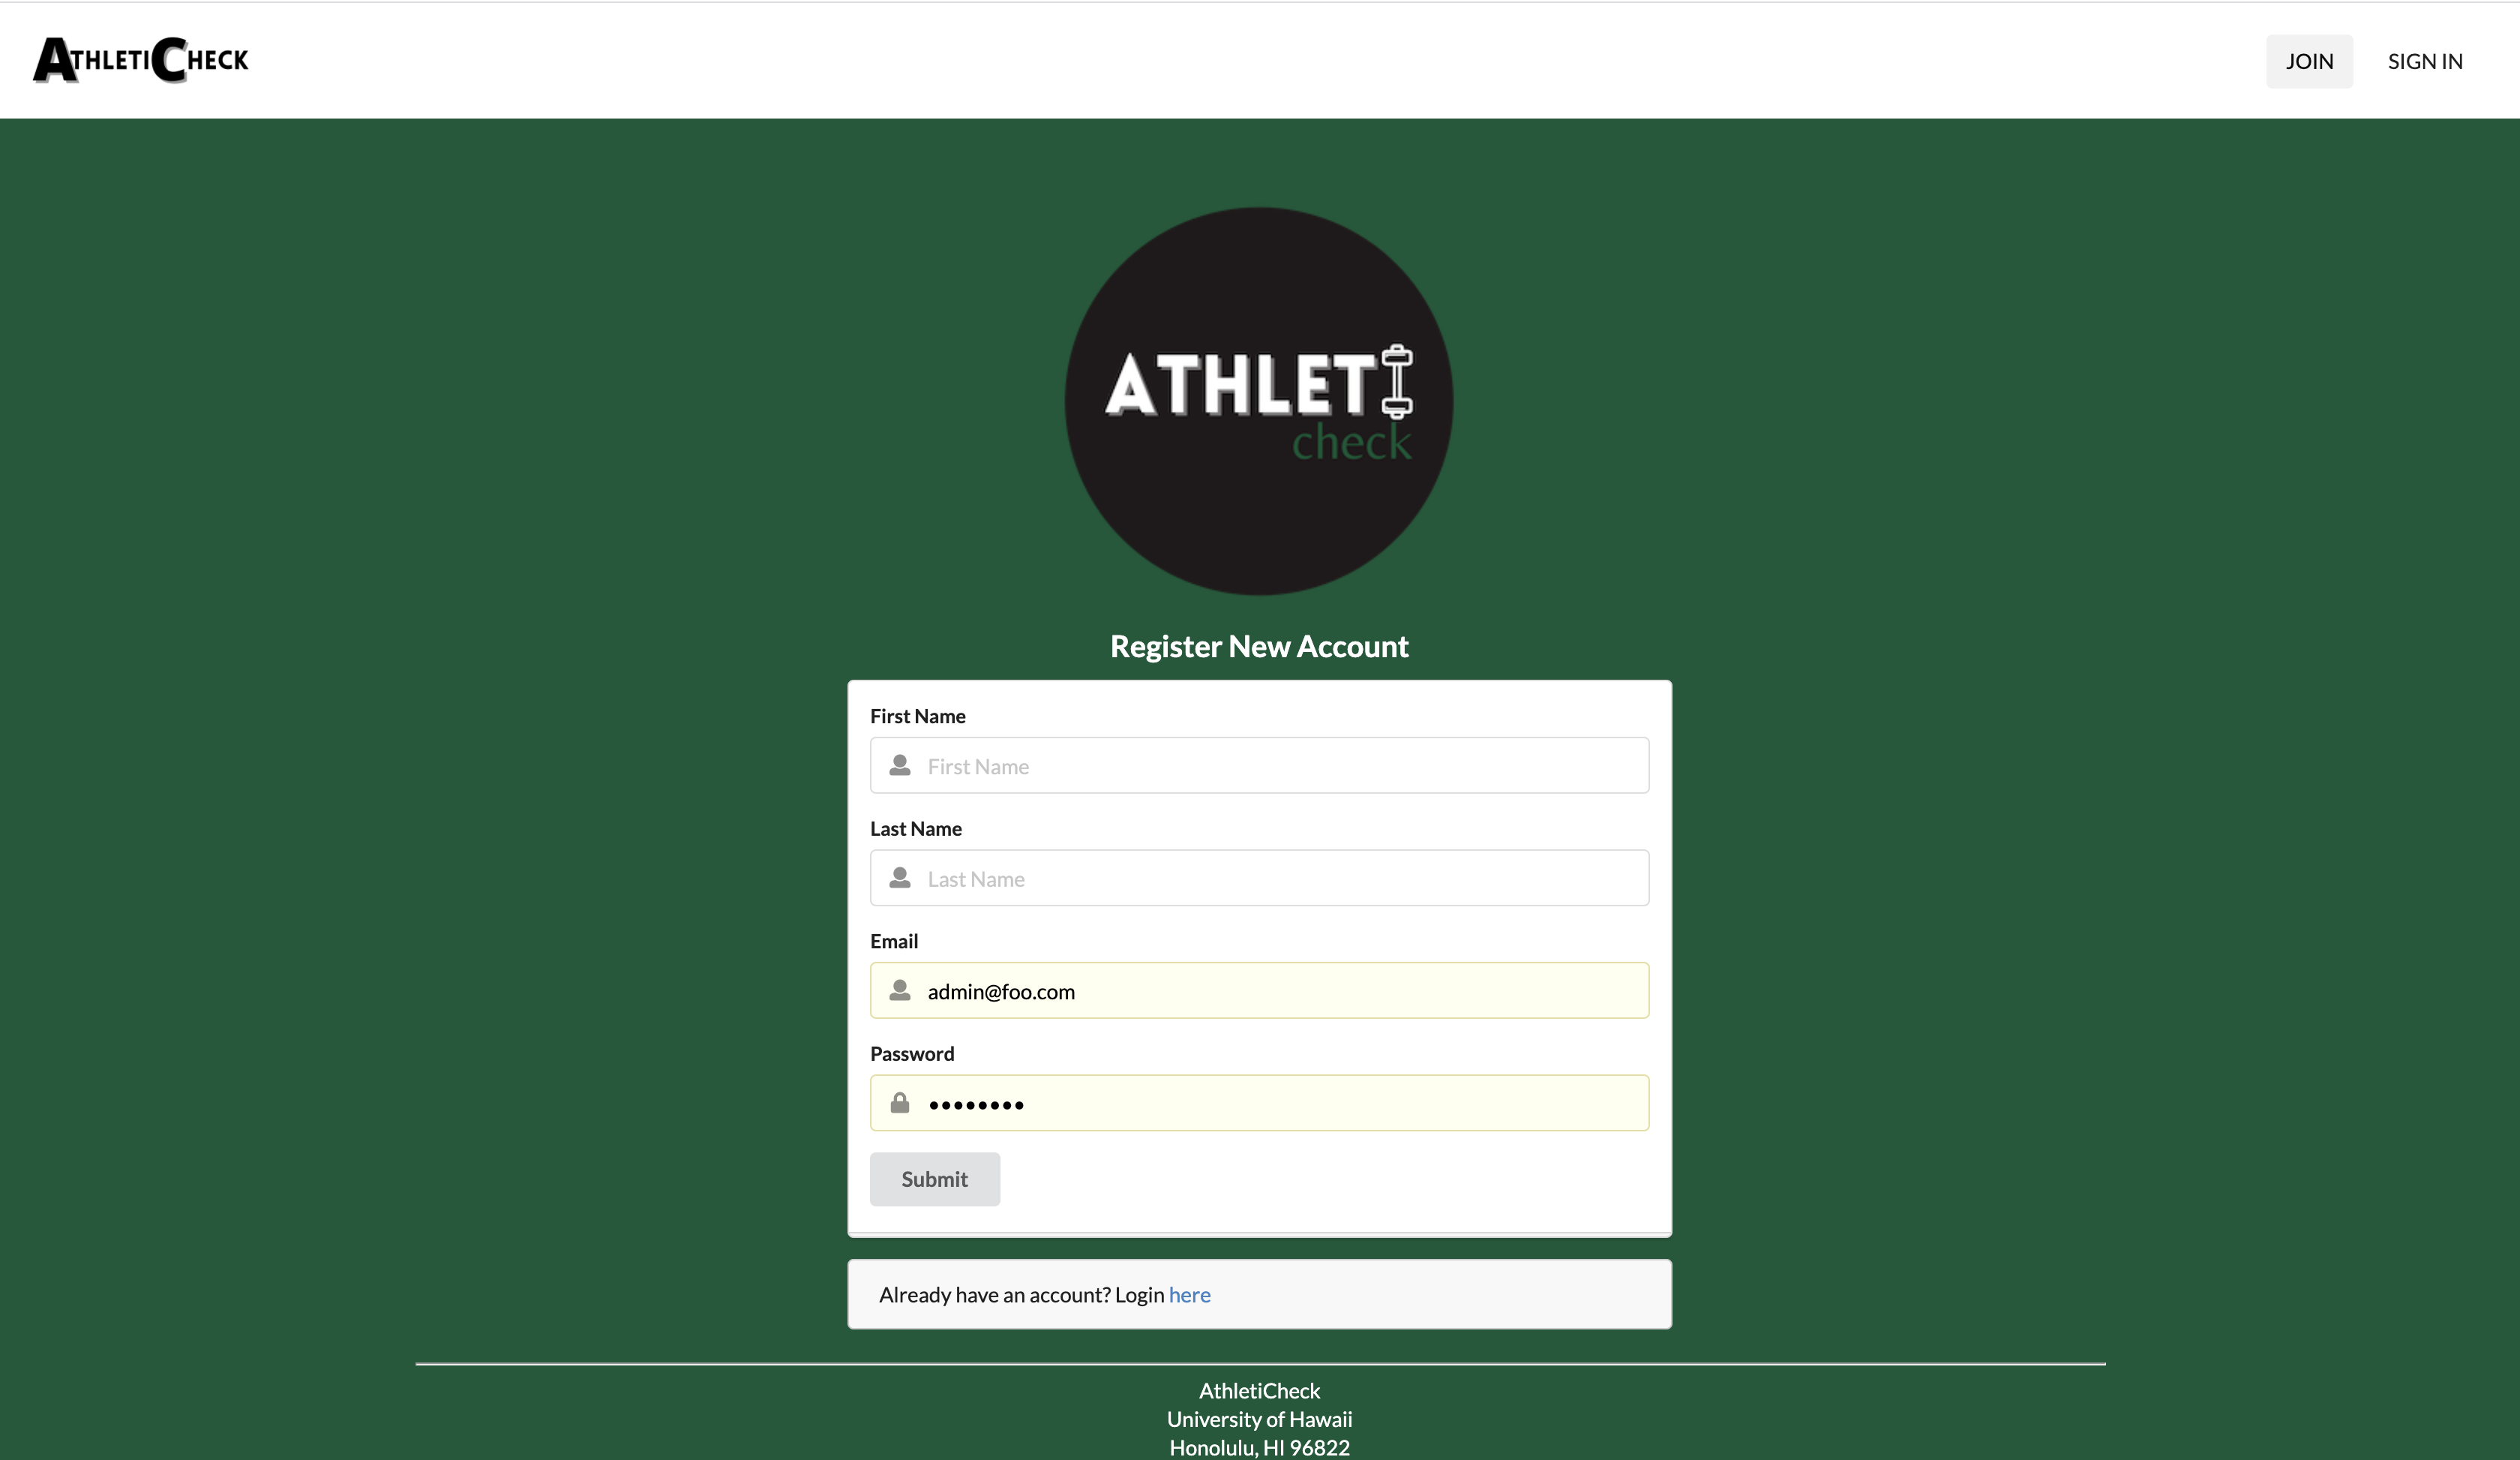 ATHLETICHECK
JOIN
SIGN IN
ATHLETI
check
Register New Account
First Name
First Name
Last Name
Last Name
Email
admin@foo.com
Password
••••••••
Submit
Already have an account? Login here
AthletiCheck
University of Hawaii
Honolulu, HI 96822